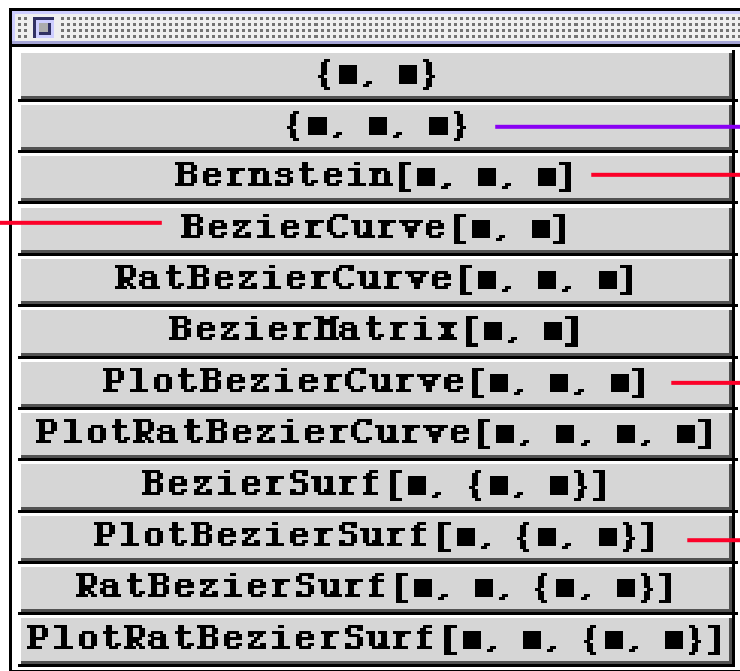 {■, ■}
{■, ■, ■}
Bernstein[■, ■, ■]
BezierCurve[■, ■]
RatBezierCurve[■, ■, ■]
BezierMatrix[■, ■]
PlotBezierCurve[■, ■, ■]
PlotRatBezierCurve[■, ■, ■, ■]
BezierSurf[■, {■, ■}]
PlotBezierSurf[■, {■, ■}]
RatBezierSurf[■, ■, {■, ■}]
PlotRatBezierSurf[■, ■, {■, ■}]